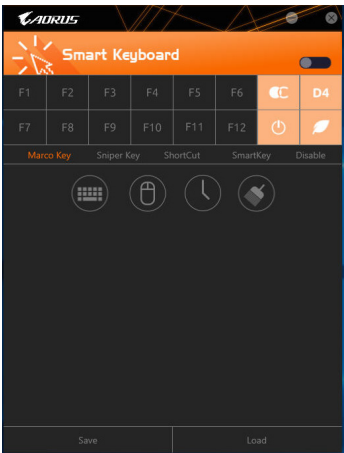 AORUS
Smart Keyboard
F1 F2 F3 F4 F5 F6 D4
F7 F8 F9 F10 F11 F12
Marco Key Sniper Key ShortCut SmartKey Disable
Save Load